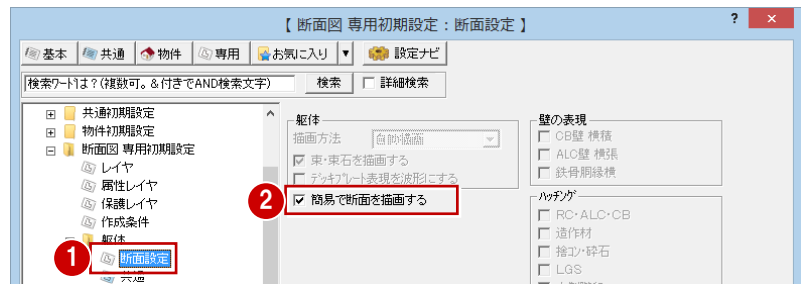 【 断面図 専用初期設定：断面設定 】
? ×
基本 共通 物件 専用 お気に入り ▼ 設定ナビ
検索ワードは？(複数可。＆付きでAND検索文字) 検索 詳細検索
共通初期設定
物件初期設定
断面図 専用初期設定
レイヤ
属性レイヤ
保護レイヤ
作成条件
躯体
1 断面設定
共通
躯体
描画方法 自動描画
束・束石を描画する
デッキプレート表現を波形にする
2 簡易で断面を描画する
壁の表現
CB壁 横積
ALC壁 横張
鉄骨胴縁横
ハッチング
RC・ALC・CB
造作材
捨コン・砕石
LGS